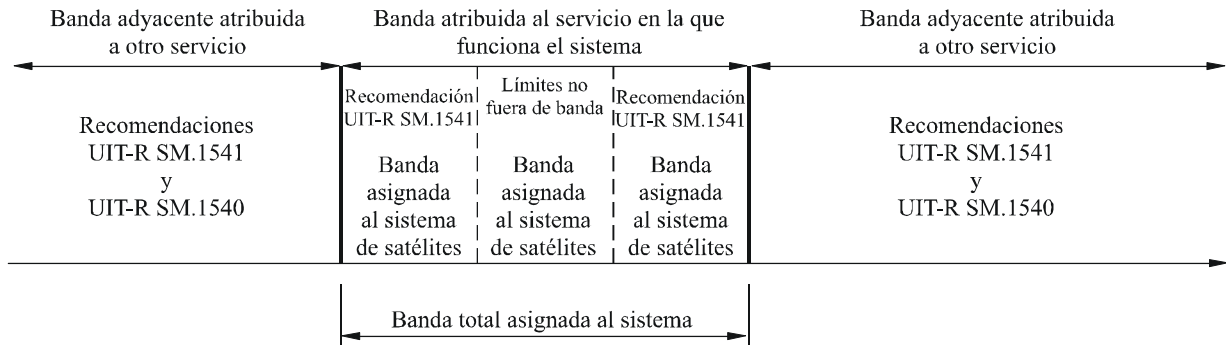 Banda adyacente atribuida
a otro servicio
Banda atribuida al servicio en la que
funciona el sistema
Banda adyacente atribuida
a otro servicio
Recomendaciones
UIT-R SM.1541
y
UIT-R SM.1540
Recomendación
UIT-R SM.1541
Banda
asignada
al sistema
de satélites
Límites no
fuera de banda
Banda
asignada
al sistema
de satélites
Recomendación
UIT-R SM.1541
Banda
asignada
al sistema
de satélites
Recomendaciones
UIT-R SM.1541
y
UIT-R SM.1540
Banda total asignada al sistema